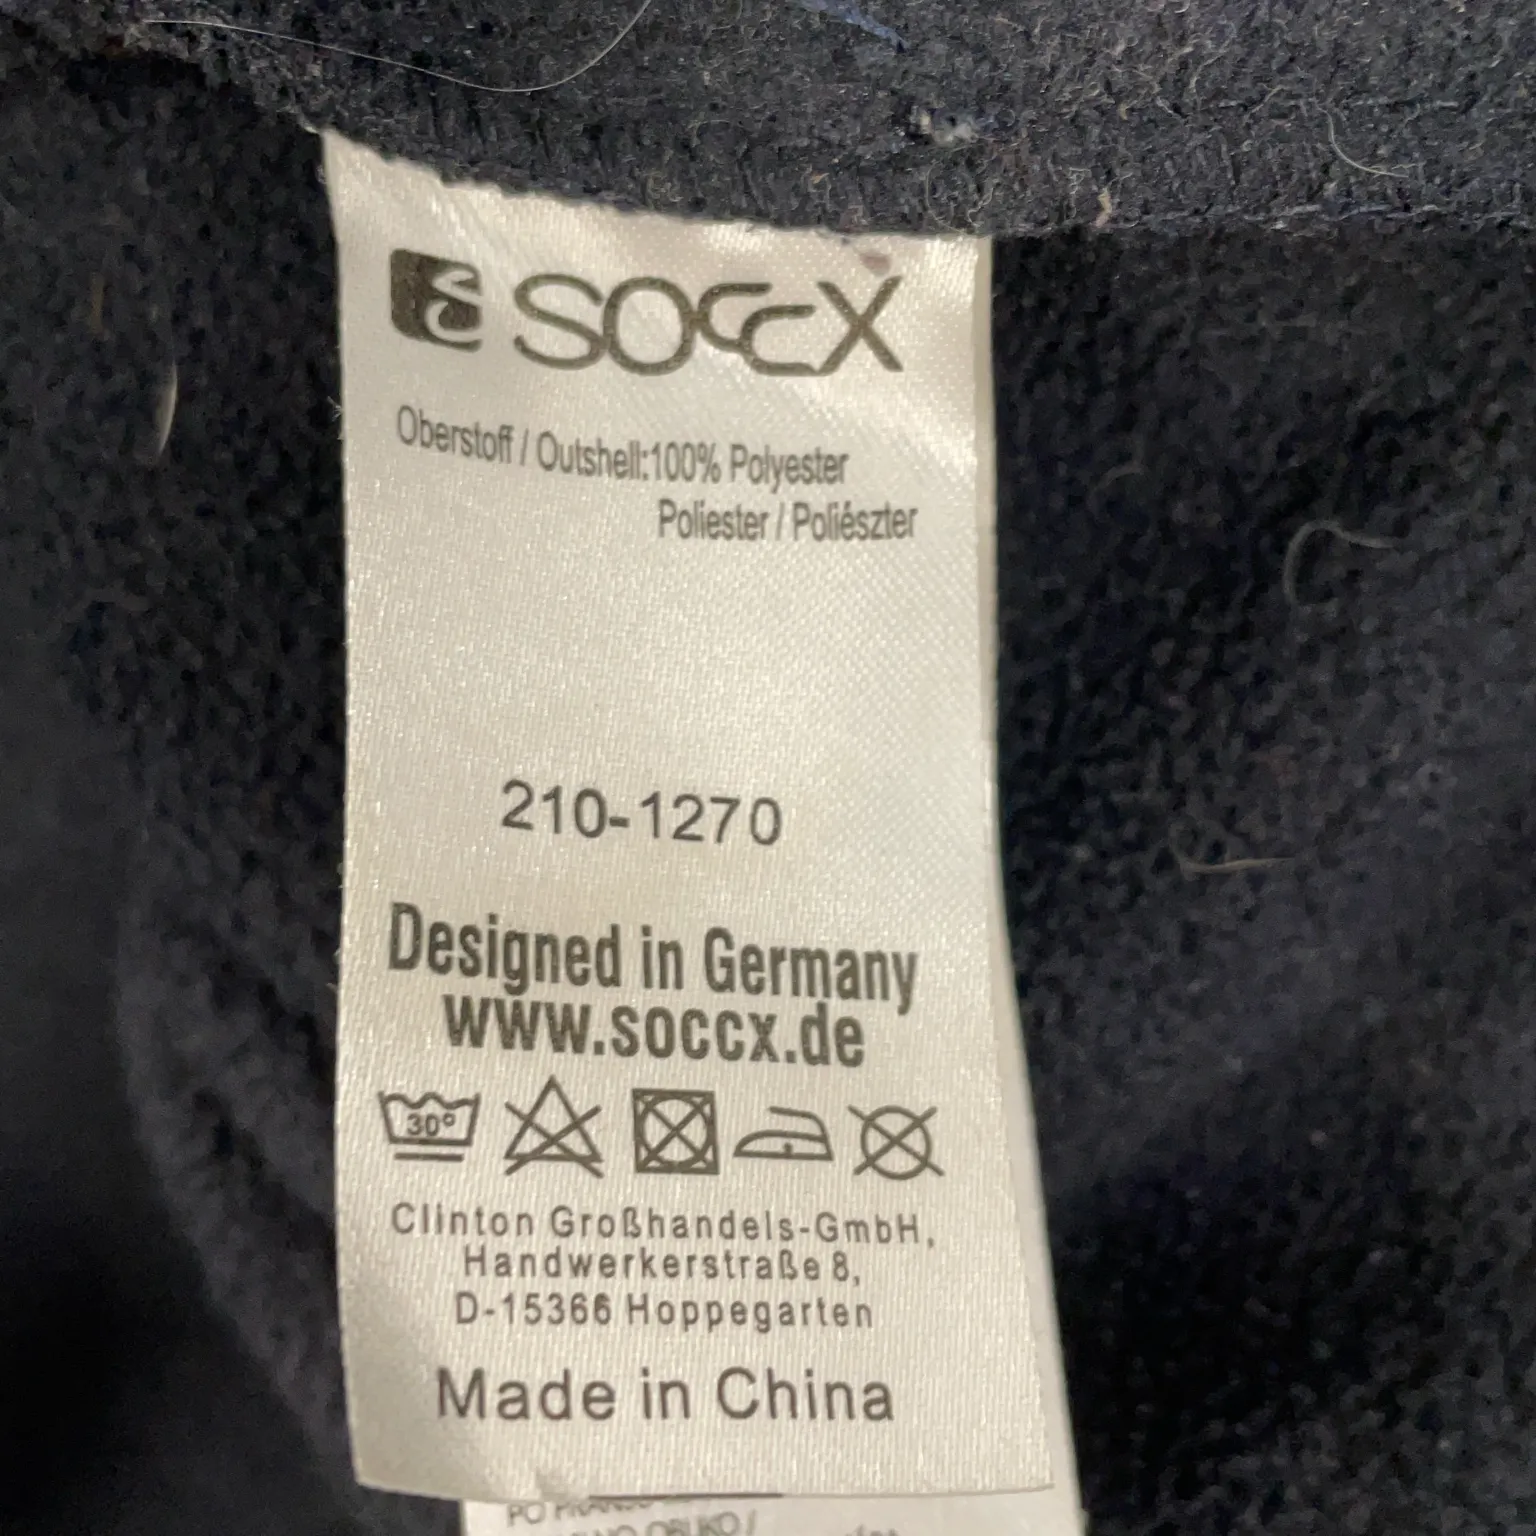 SOCCX
Oberstoff / Outshell:100% Polyester
Poliester / Poliészter
210-1270
Designed in Germany
www.soccx.de
30°
Clinton Großhandels-GmbH,
Handwerkerstraße 8,
D-15366 Hoppegarten
Made in China
PO